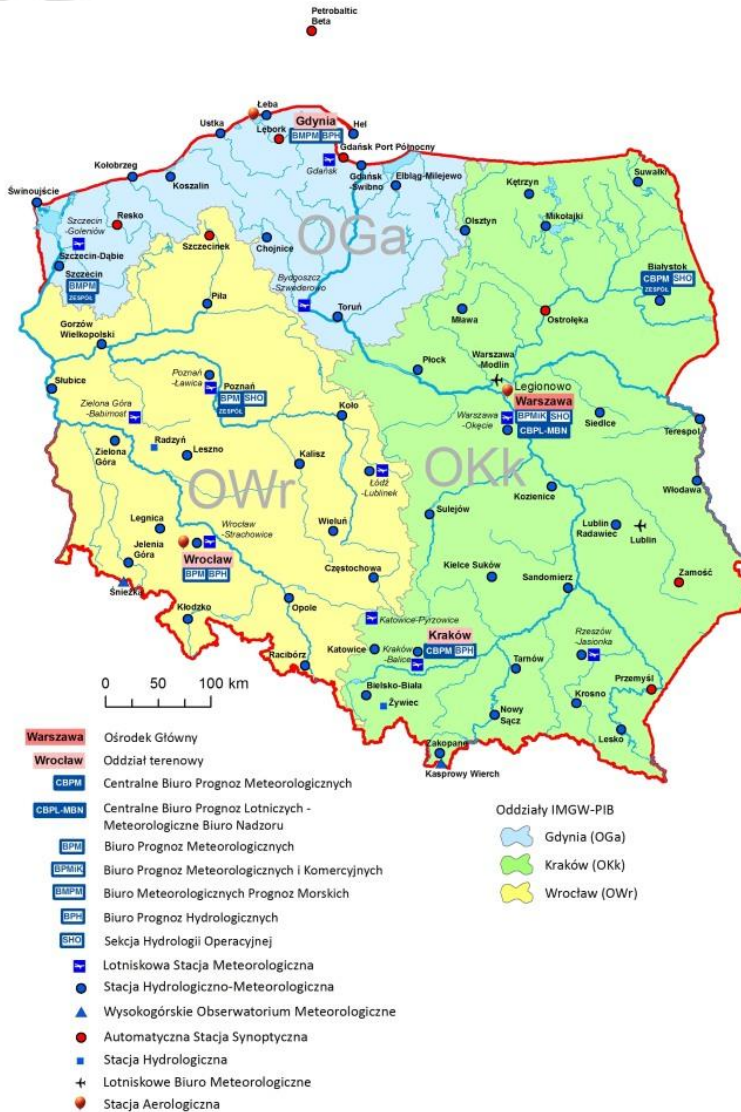 Petrobaltic
Beta
Łeba
Ustka
Lębork
Gdynia
BMPM BPH
Hel
Gdańsk Port Północny
Gdańsk
Gdańsk
-Świbno
Elbląg-Milejewo
Kołobrzeg
Koszalin
Świnoujście
Kętrzyn
Suwałki
Olsztyn
Mikołajki
Szczecin
-Goleniów
Resko
Szczecinek
Chojnice
OGa
Szczecin-Dąbie
Szczecin
BMPM
ZESPÓŁ
Bydgoszcz
-Szwederowo
Toruń
Białystok
CBPM SHO
ZESPÓŁ
Piła
Mława
Ostrołęka
Gorzów
Wielkopolski
Płock
Warszawa
-Modlin
Legionowo
Słubice
Poznań
-Ławica
Poznań
BPM SHO
ZESPÓŁ
Zielona Góra
-Babimost
Koło
Warszawa
BPMiK SHO
CBPL-MBN
Warszawa
-Okęcie
Siedlce
Terespol
Zielona
Góra
Radzyń
Leszno
Kalisz
OWr
Łódź
-Lublinek
OKk
Kozienice
Włodawa
Sulejów
Legnica
Jelenia
Góra
Wrocław
-Strachowice
Wrocław
BPM BPH
Wieluń
Lublin
Radawiec
Lublin
Śnieżka
Kłodzko
Opole
Częstochowa
Kielce Suków
Sandomierz
Zamość
Racibórz
Katowice-Pyrzowice
Katowice
Kraków
-Balice
Kraków
CBPM BPH
Rzeszów
-Jasionka
Tarnów
Przemyśl
Bielsko-Biała
Żywiec
Nowy
Sącz
Krosno
Lesko
Zakopane
Kasprowy Wierch
0 50 100 km
Warszawa Ośrodek Główny
Wrocław Oddział terenowy
CBPM Centralne Biuro Prognoz Meteorologicznych
CBPL-MBN Centralne Biuro Prognoz Lotniczych -
Meteorologiczne Biuro Nadzoru
BPM Biuro Prognoz Meteorologicznych
BPMiK Biuro Prognoz Meteorologicznych i Komercyjnych
BMPM Biuro Meteorologicznych Prognoz Morskich
BPH Biuro Prognoz Hydrologicznych
SHO Sekcja Hydrologii Operacyjnej
Lotniskowa Stacja Meteorologiczna
Stacja Hydrologiczno-Meteorologiczna
Wysokogórskie Obserwatorium Meteorologiczne
Automatyczna Stacja Synoptyczna
Stacja Hydrologiczna
Lotniskowe Biuro Meteorologiczne
Stacja Aerologiczna
Oddziały IMGW-PIB
Gdynia (OGa)
Kraków (OKk)
Wrocław (OWr)